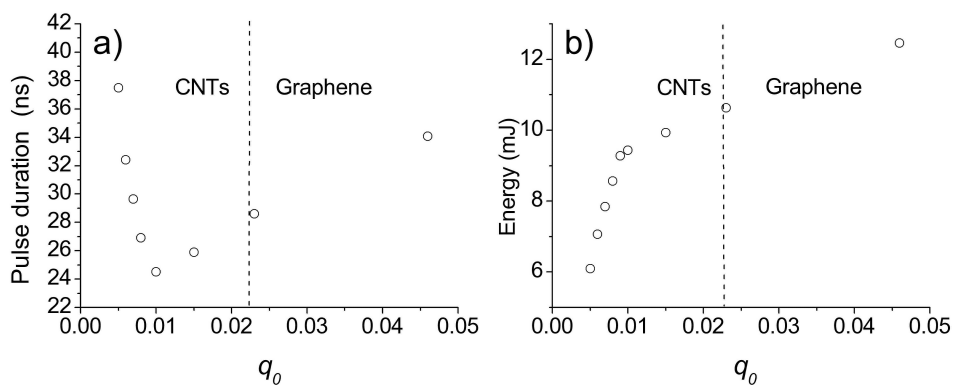 a)
CNTs
Graphene
Pulse duration (ns)
42
40
38
36
34
32
30
28
26
24
22
0.00
0.01
0.02
0.03
0.04
0.05
q0
b)
CNTs
Graphene
Energy (mJ)
12
10
8
6
0.00
0.01
0.02
0.03
0.04
0.05
q0